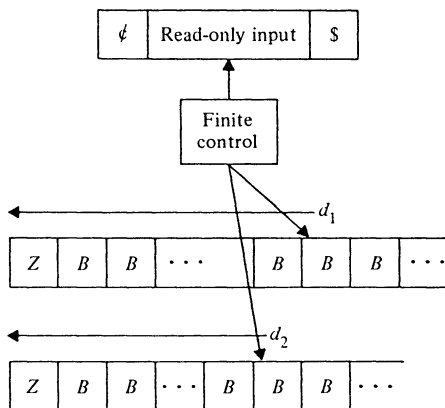 ¢ Read-only input $
Finite
control
d₁
Z B B ··· B B B ···
d₂
Z B B ··· B B B ···